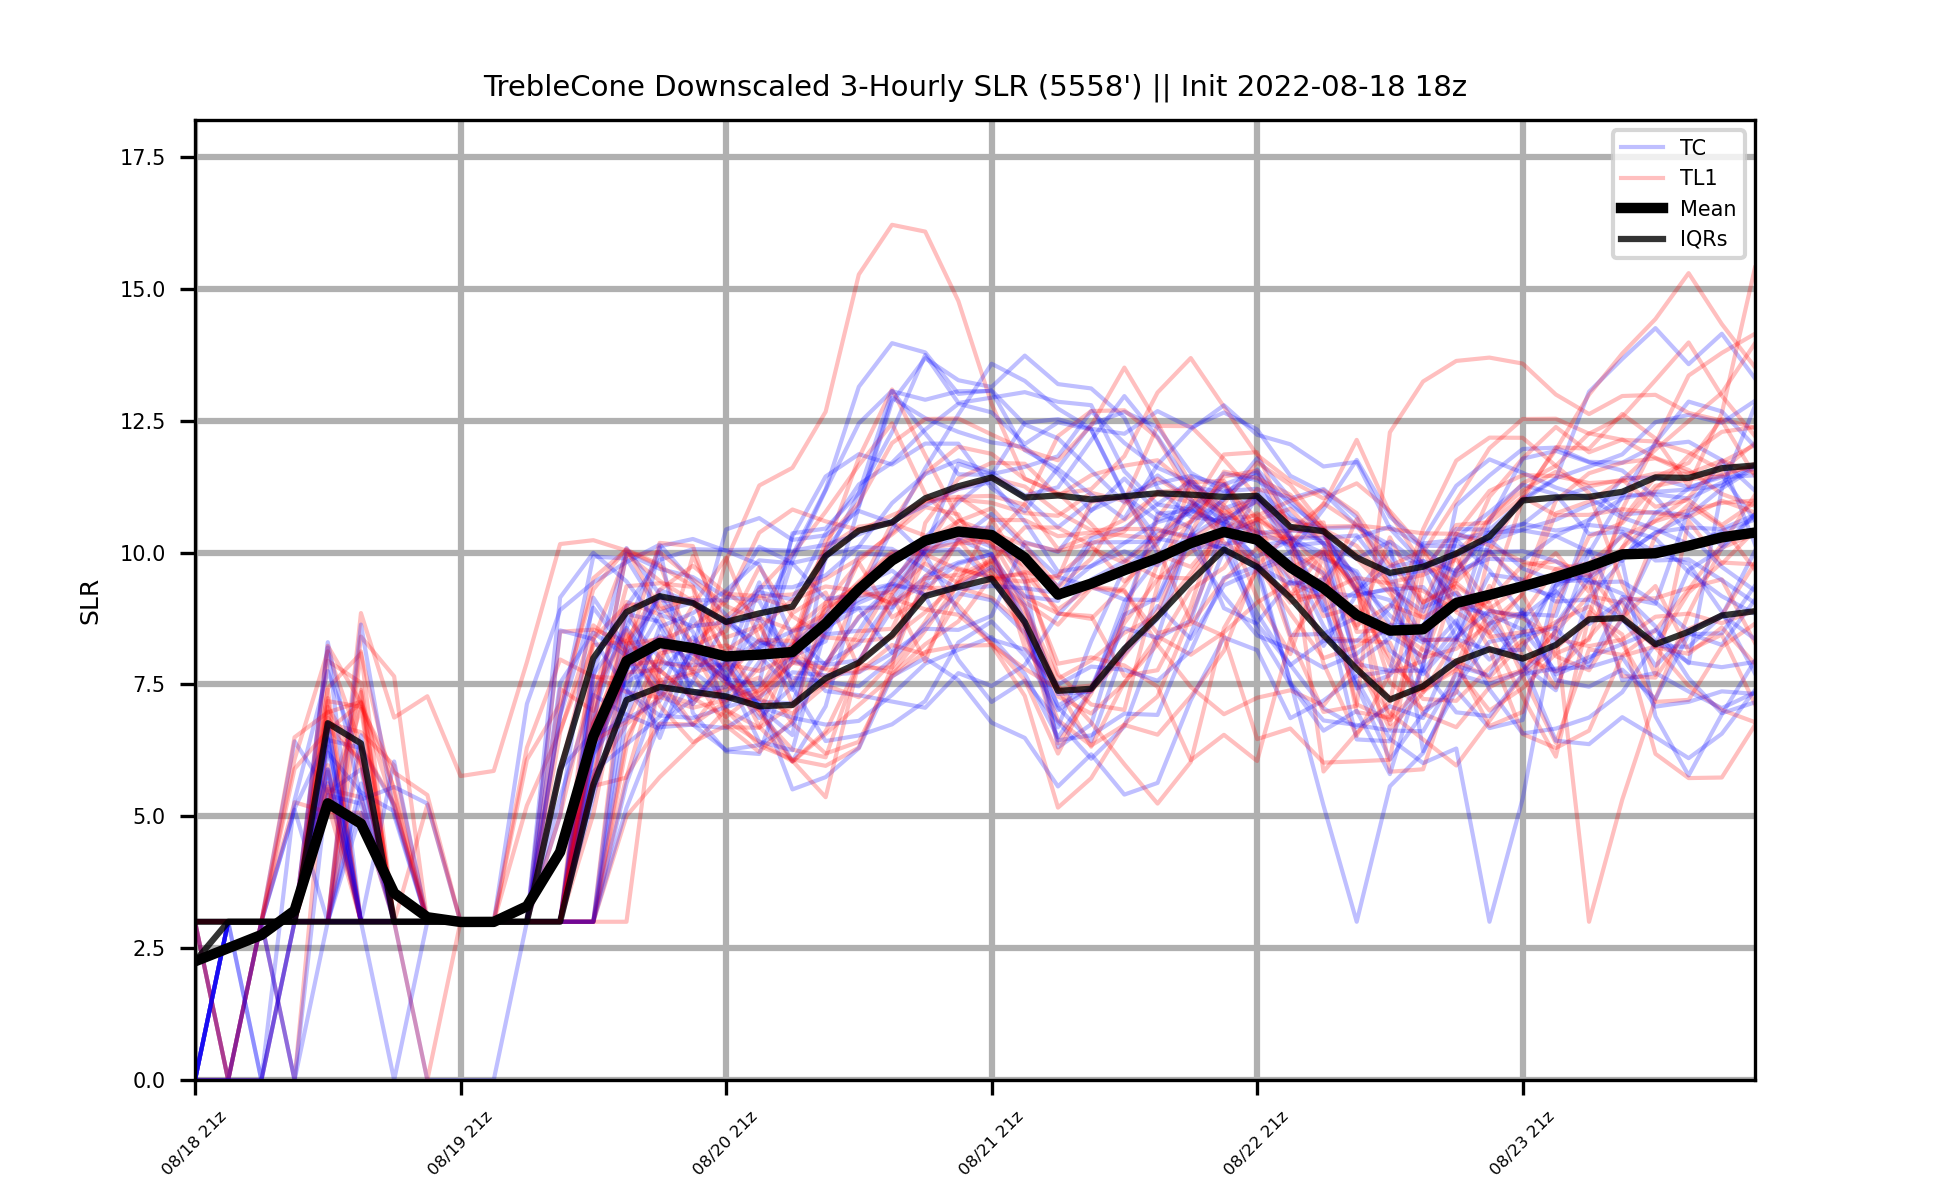 TrebleCone Downscaled 3-Hourly SLR (5558') || Init 2022-08-18 18z
TC
TL1
Mean
IQRs
SLR
17.5
15.0
12.5
10.0
7.5
5.0
2.5
0.0
08/18 21z
08/19 21z
08/20 21z
08/21 21z
08/22 21z
08/23 21z